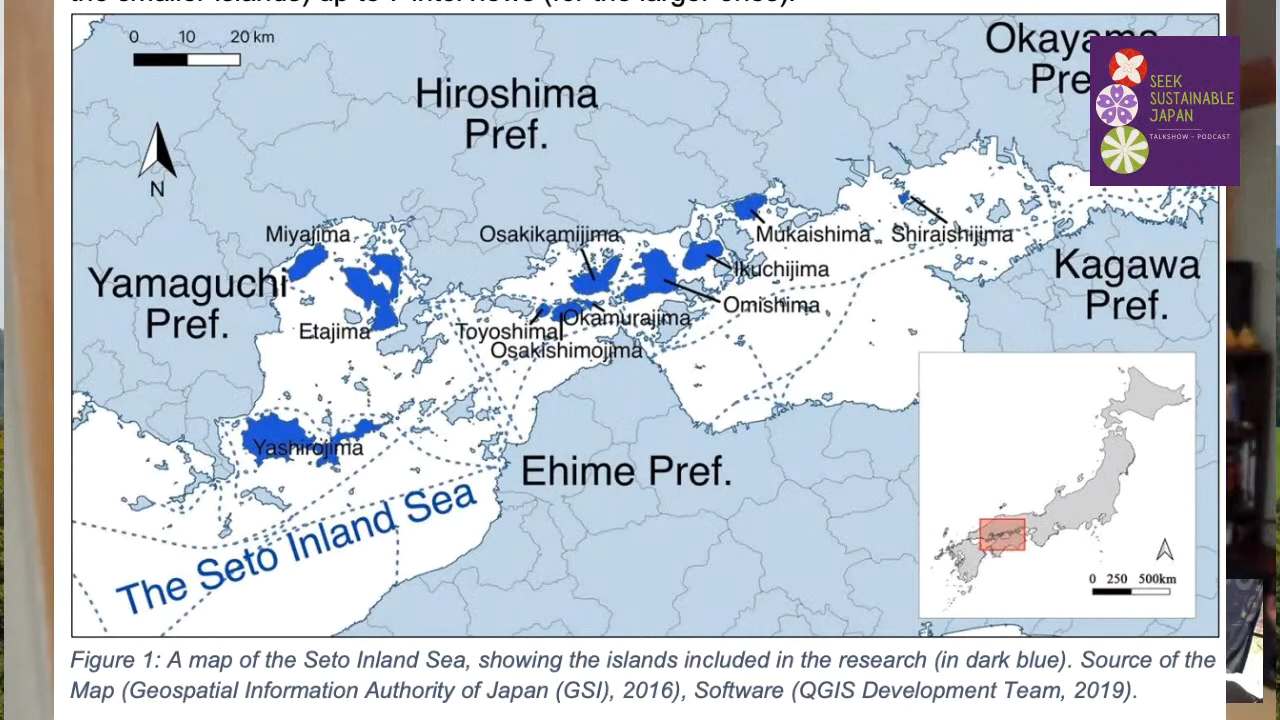 0 10 20 km
Okayama
Hiroshima
Pref.
SEEK
SUSTAINABLE
JAPAN
TALKSHOW - PODCAST
N
Miyajima
Osakikamijima
Mukaishima
Shiraishijima
Yamaguchi
Pref.
Ikuchijima
Kagawa
Pref.
Omishima
Etajima
Toyoshima
Okamurajima
Osakishimojima
Yashirojima
Ehime Pref.
The Seto Inland Sea
0 250 500km
Figure 1: A map of the Seto Inland Sea, showing the islands included in the research (in dark blue). Source of the
Map (Geospatial Information Authority of Japan (GSI), 2016), Software (QGIS Development Team, 2019).